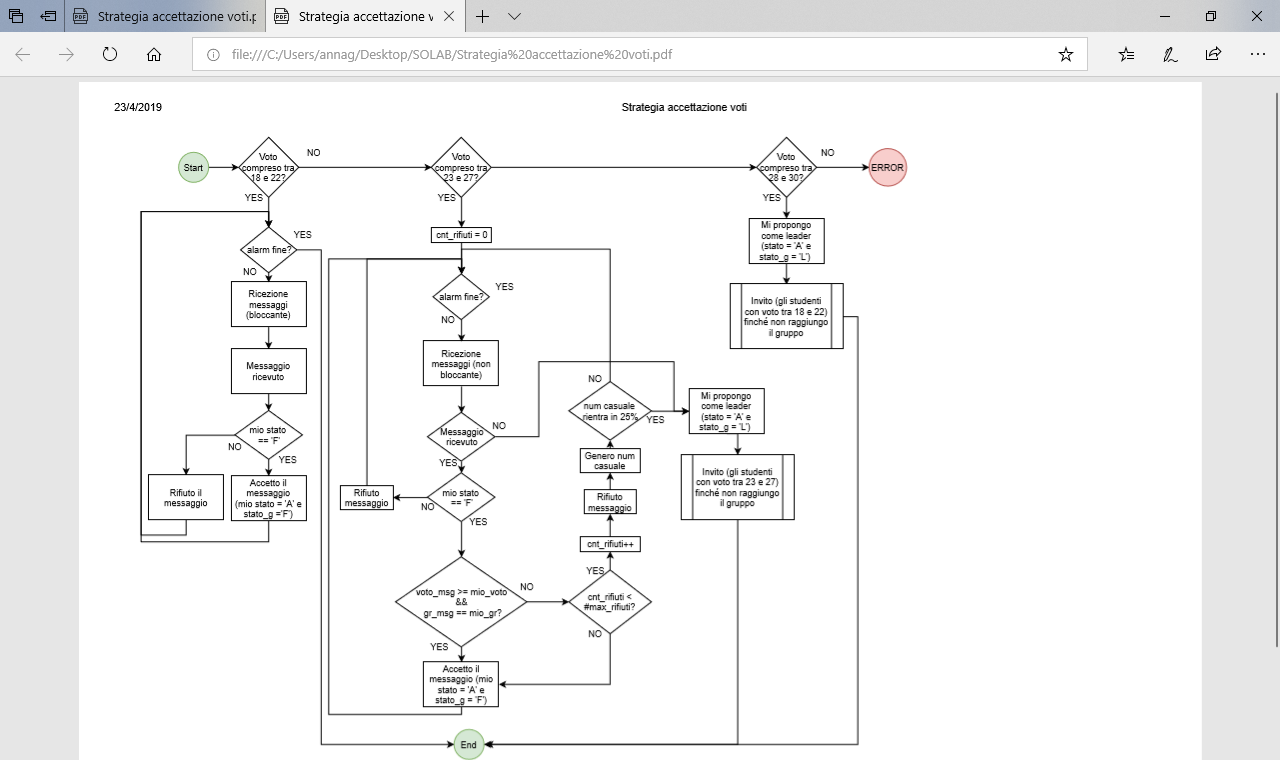 Strategia accettazione voti.p
Strategia accettazione v
file:///C:/Users/annag/Desktop/SOLAB/Strategia%20accettazione%20voti.pdf
23/4/2019
Strategia accettazione voti
Start
Voto
compreso tra
18 e 22?
NO
YES
Voto
compreso tra
23 e 27?
YES
Voto
compreso tra
28 e 30?
NO
YES
ERROR
alarm fine?
YES
NO
Ricezione
messaggi
(bloccante)
Messaggio
ricevuto
mio stato
== 'F'
NO
YES
Rifiuto il
messaggio
Accetto il
messaggio
(mio stato = 'A' e
stato_g ='F')
cnt_rifiuti = 0
alarm fine?
YES
NO
Ricezione
messaggi (non
bloccante)
Messaggio
ricevuto
NO
YES
mio stato
== 'F'
NO
YES
Rifiuto
messaggio
voto_msg >= mio_voto
&&
gr_msg == mio_gr?
NO
YES
Accetto il
messaggio (mio
stato = 'A' e
stato_g = 'F')
cnt_rifiuti <
#max_rifiuti?
YES
NO
cnt_rifiuti++
Rifiuto
messaggio
Genero num
casuale
num casuale
rientra in 25%
NO
YES
Mi propongo
come leader
(stato = 'A' e
stato_g = 'L')
Invito (gli studenti
con voto tra 23 e 27)
finché non raggiungo
il gruppo
Mi propongo
come leader
(stato = 'A' e
stato_g = 'L')
Invito (gli studenti
con voto tra 18 e 22)
finché non raggiungo
il gruppo
End